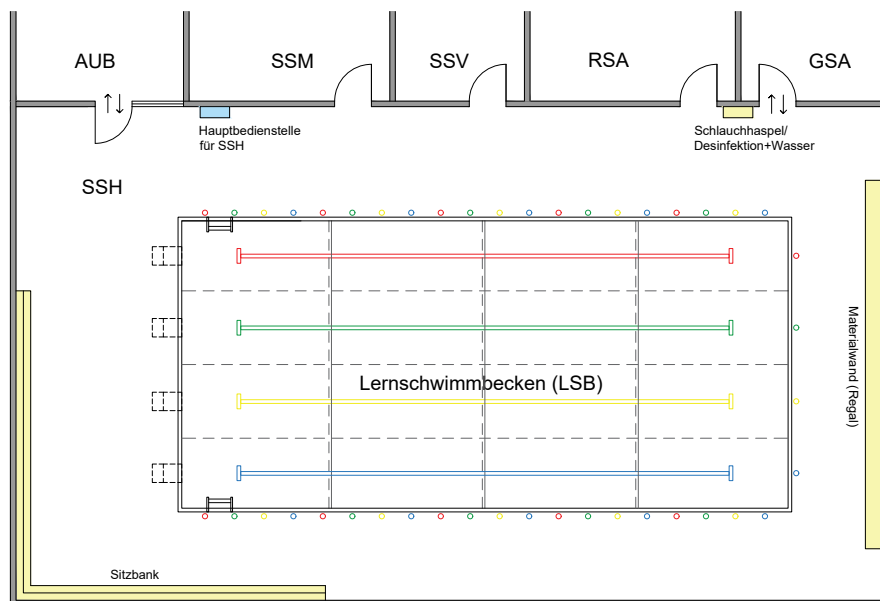 AUB
SSM
SSV
RSA
GSA
Hauptbedienstelle
für SSH
Schlauchhaspel/
Desinfektion+Wasser
SSH
Materialwand (Regal)
Lernschwimmbecken (LSB)
Sitzbank